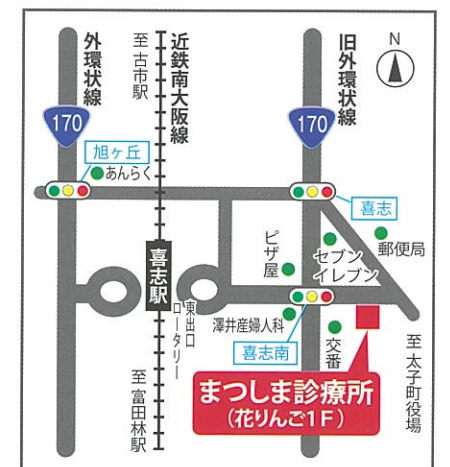 外環状線
至 古市駅
近鉄南大阪線
旧外環状線
N
170
170
旭ヶ丘
あんらく
喜志
郵便局
セブン
イレブン
ピザ屋
喜志駅
東出口
ロータリー
澤井産婦人科
喜志南
交番
至 太子町役場
至 富田林駅
まつしま診療所
(花りんご1F)